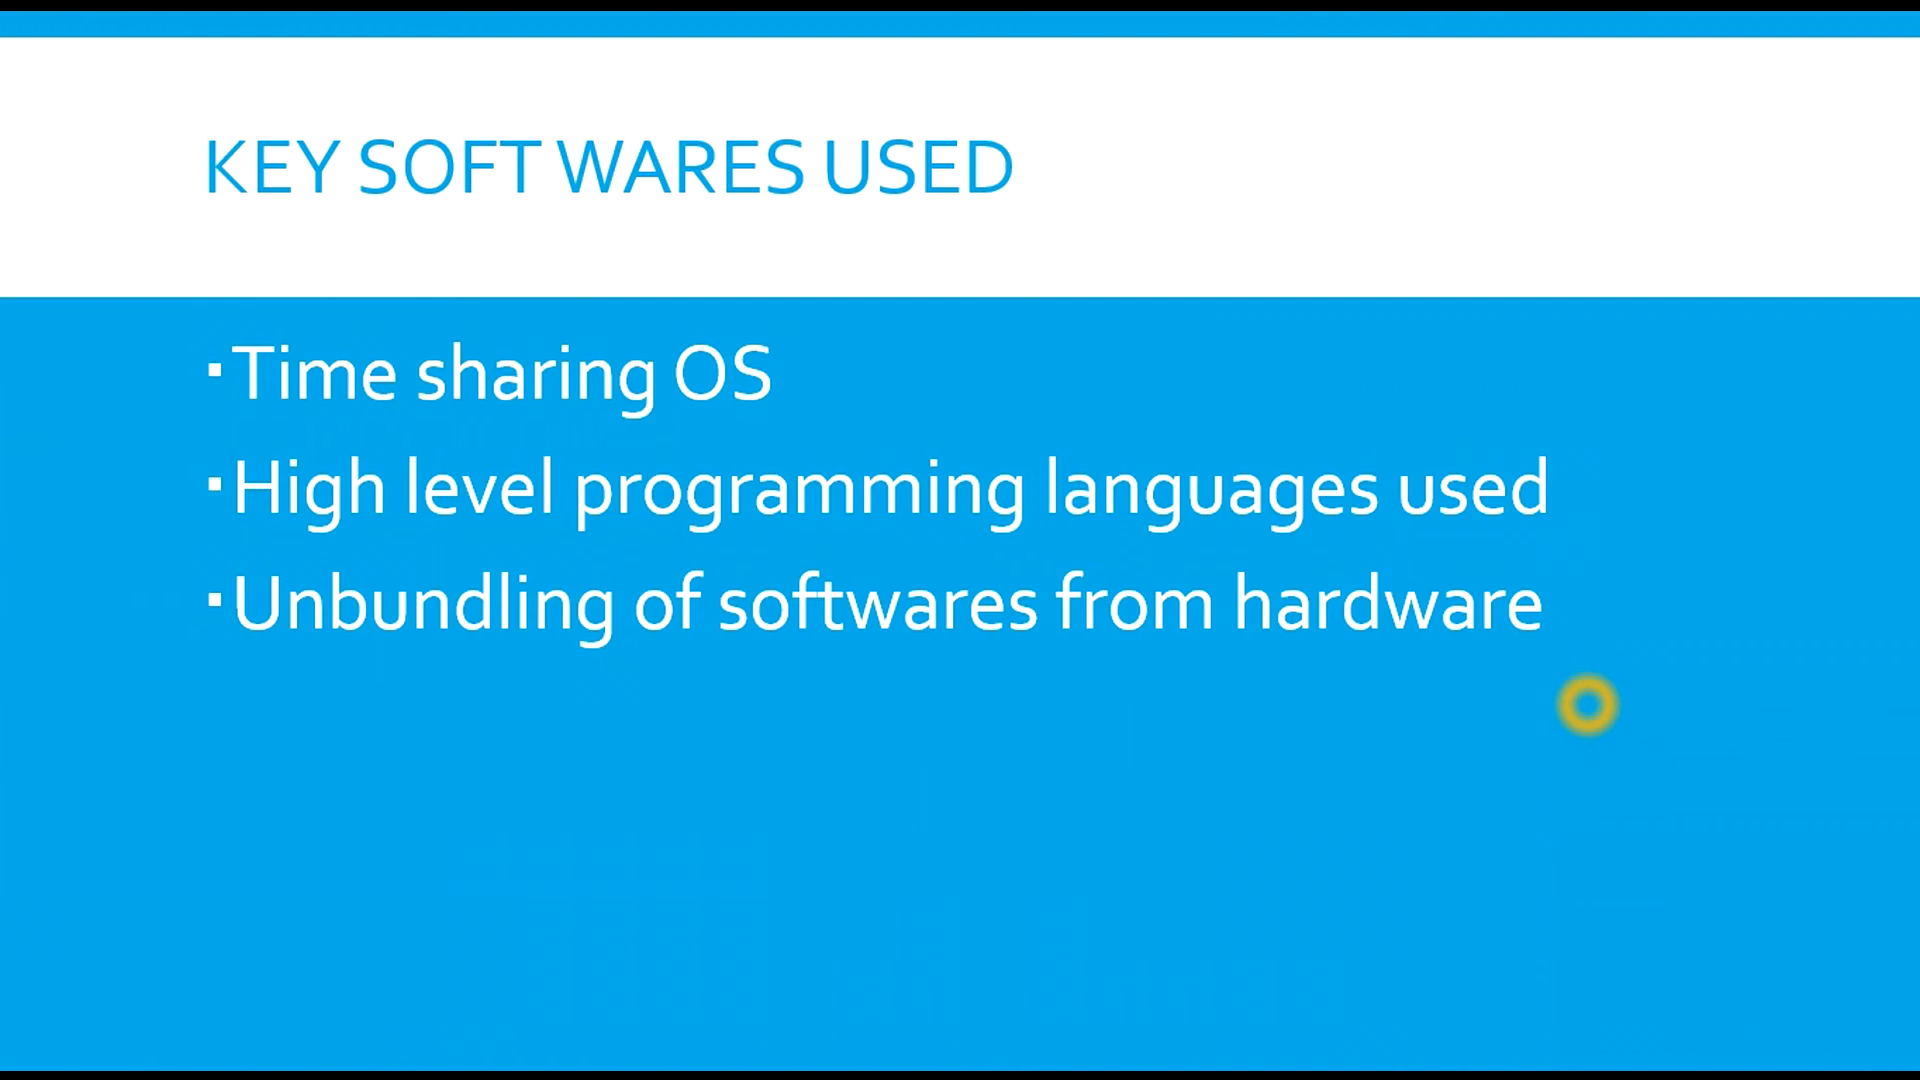 KEY SOFT WARES USED
▪Time sharing OS
▪High level programming languages used
▪Unbundling of softwares from hardware